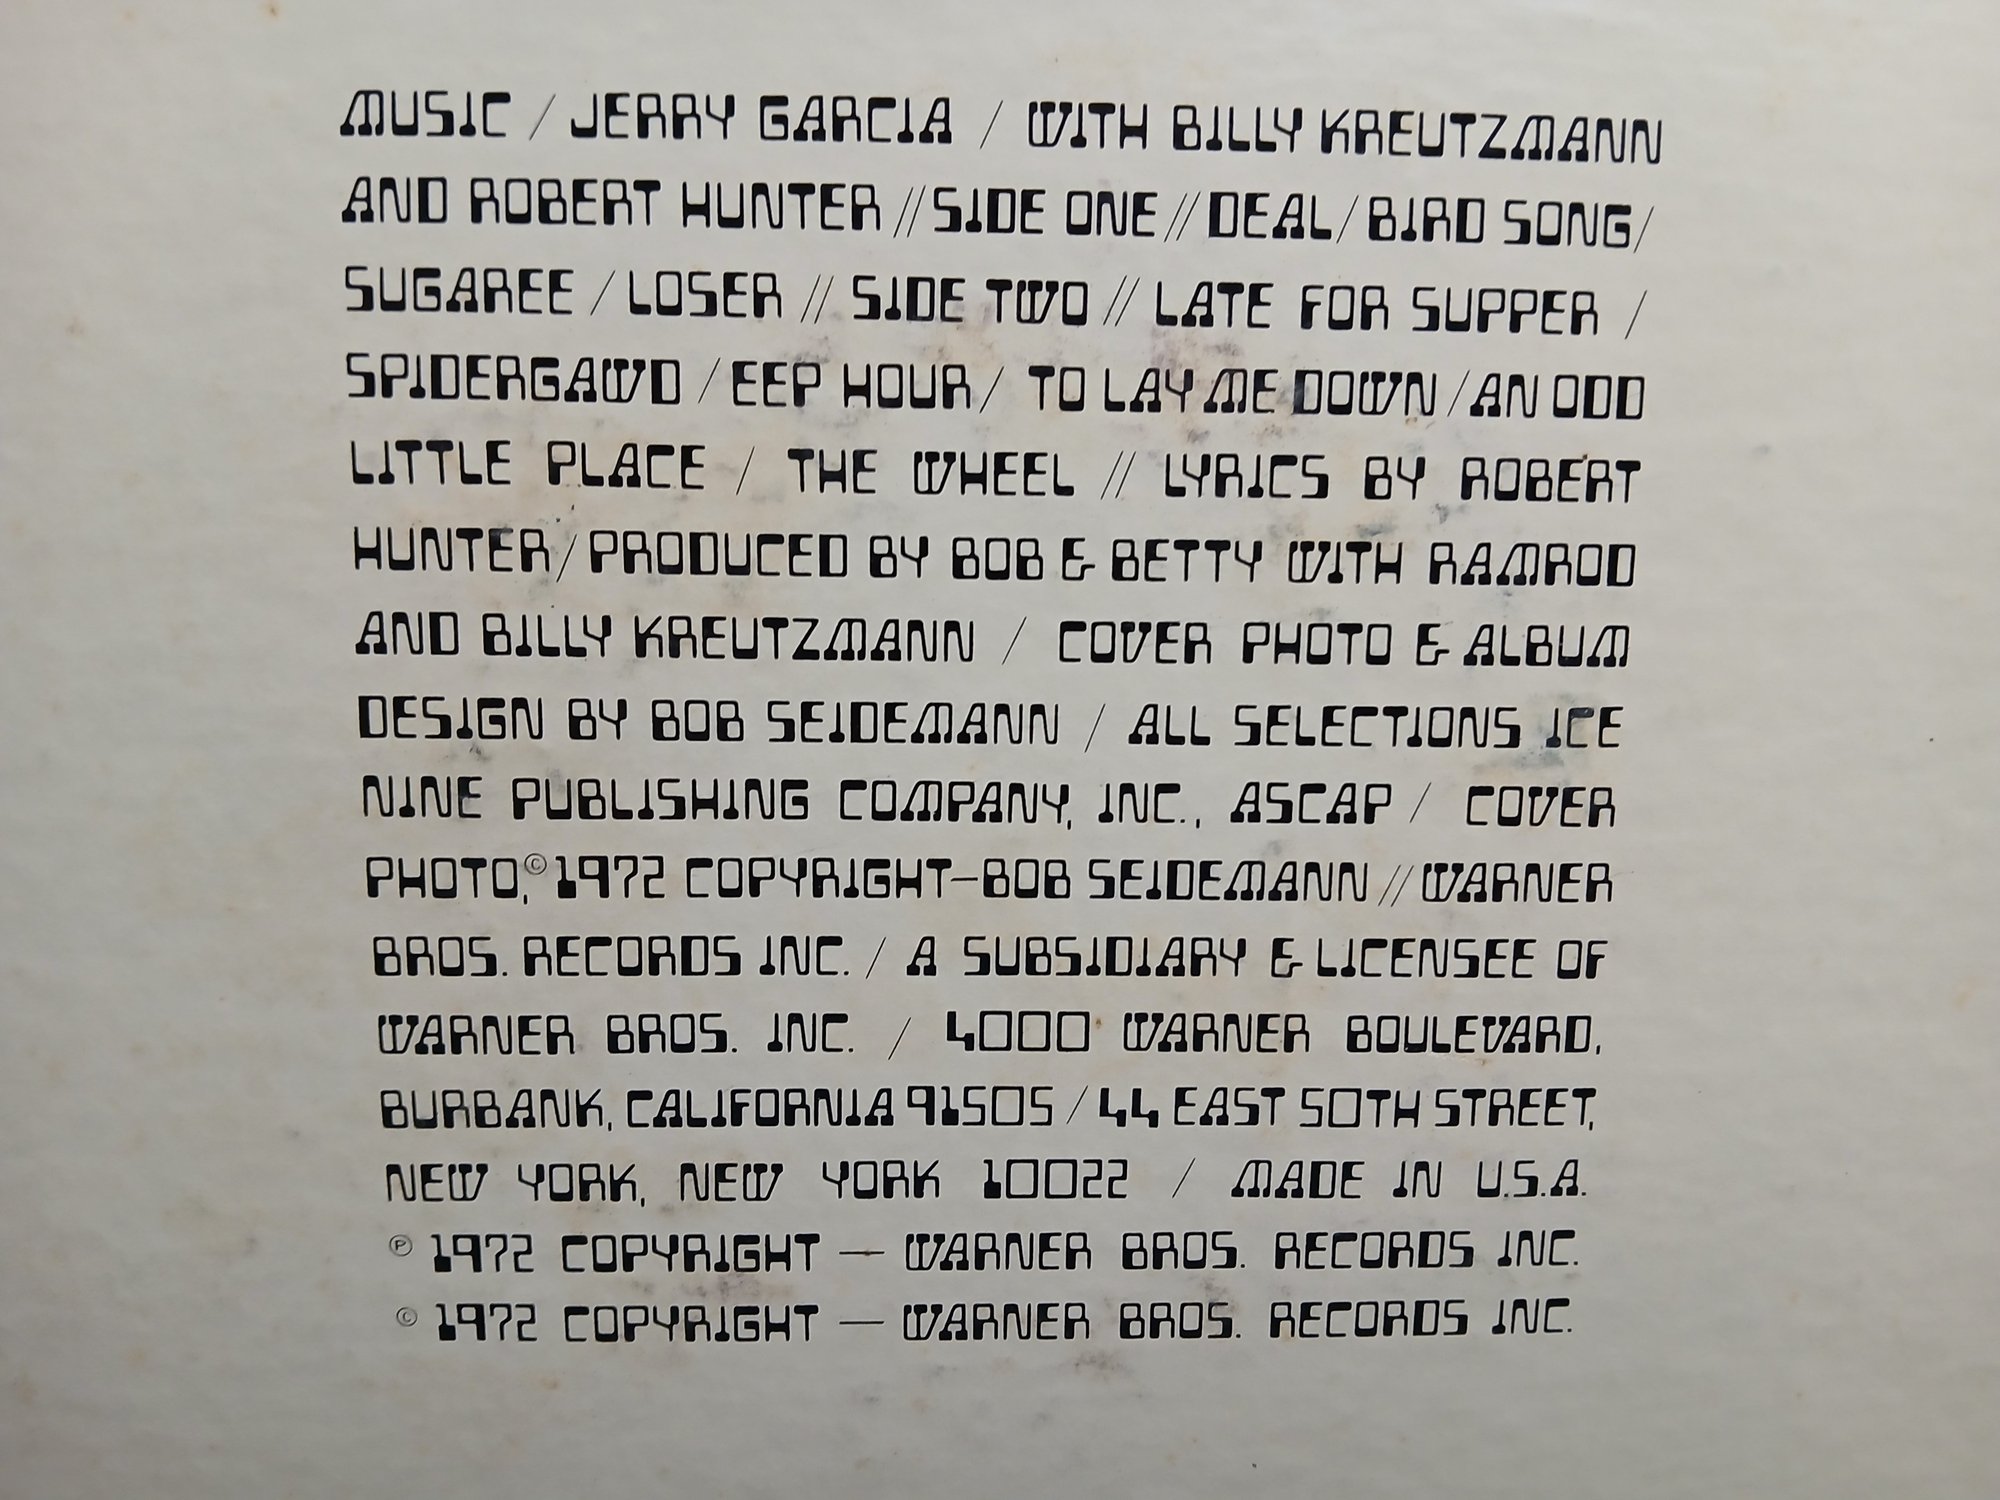 MUSIC / JERRY GARCIA / WITH BILLY KREUTZMANN
AND ROBERT HUNTER // SIDE ONE // DEAL / BIRD SONG /
SUGAREE / LOSER // SIDE TWO // LATE FOR SUPPER /
SPIDERGAWD / EEP HOUR / TO LAY ME DOWN / AN ODD
LITTLE PLACE / THE WHEEL // LYRICS BY ROBERT
HUNTER / PRODUCED BY BOB & BETTY WITH RAMROD
AND BILLY KREUTZMANN / COVER PHOTO & ALBUM
DESIGN BY BOB SEIDEMANN / ALL SELECTIONS ICE
NINE PUBLISHING COMPANY, INC., ASCAP / COVER
PHOTO, © 1972 COPYRIGHT–BOB SEIDEMANN // WARNER
BROS. RECORDS INC. / A SUBSIDIARY & LICENSEE OF
WARNER BROS. INC. / 4000 WARNER BOULEVARD,
BURBANK, CALIFORNIA 91505 / 44 EAST 50TH STREET,
NEW YORK, NEW YORK 10022 / MADE IN U.S.A.
℗ 1972 COPYRIGHT — WARNER BROS. RECORDS INC.
© 1972 COPYRIGHT — WARNER BROS. RECORDS INC.